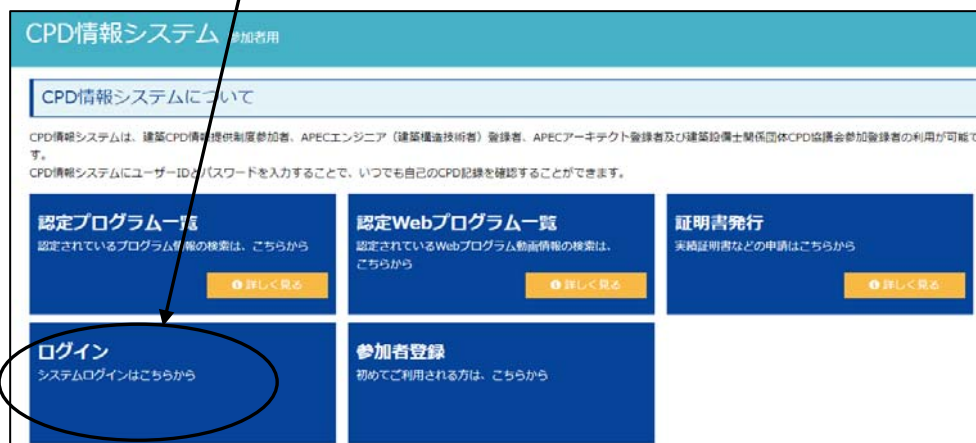 CPD情報システム 参加者用
CPD情報システムについて
CPD情報システムは、建築CPD情報提供制度参加者、APECエンジニア（建築構造技術者）登録者、APECアーキテクト登録者及び建築設備士関係団体CPD協議会参加登録者の利用が可能で
す。
CPD情報システムにユーザーIDとパスワードを入力することで、いつでも自己のCPD記録を確認することができます。
認定プログラム一覧
認定されているプログラム情報の検索は、こちらから
詳しく見る
認定Webプログラム一覧
認定されているWebプログラム動画情報の検索は、
こちらから
詳しく見る
証明書発行
実績証明書などの申請はこちらから
詳しく見る
ログイン
システムログインはこちらから
参加者登録
初めてご利用される方は、こちらから